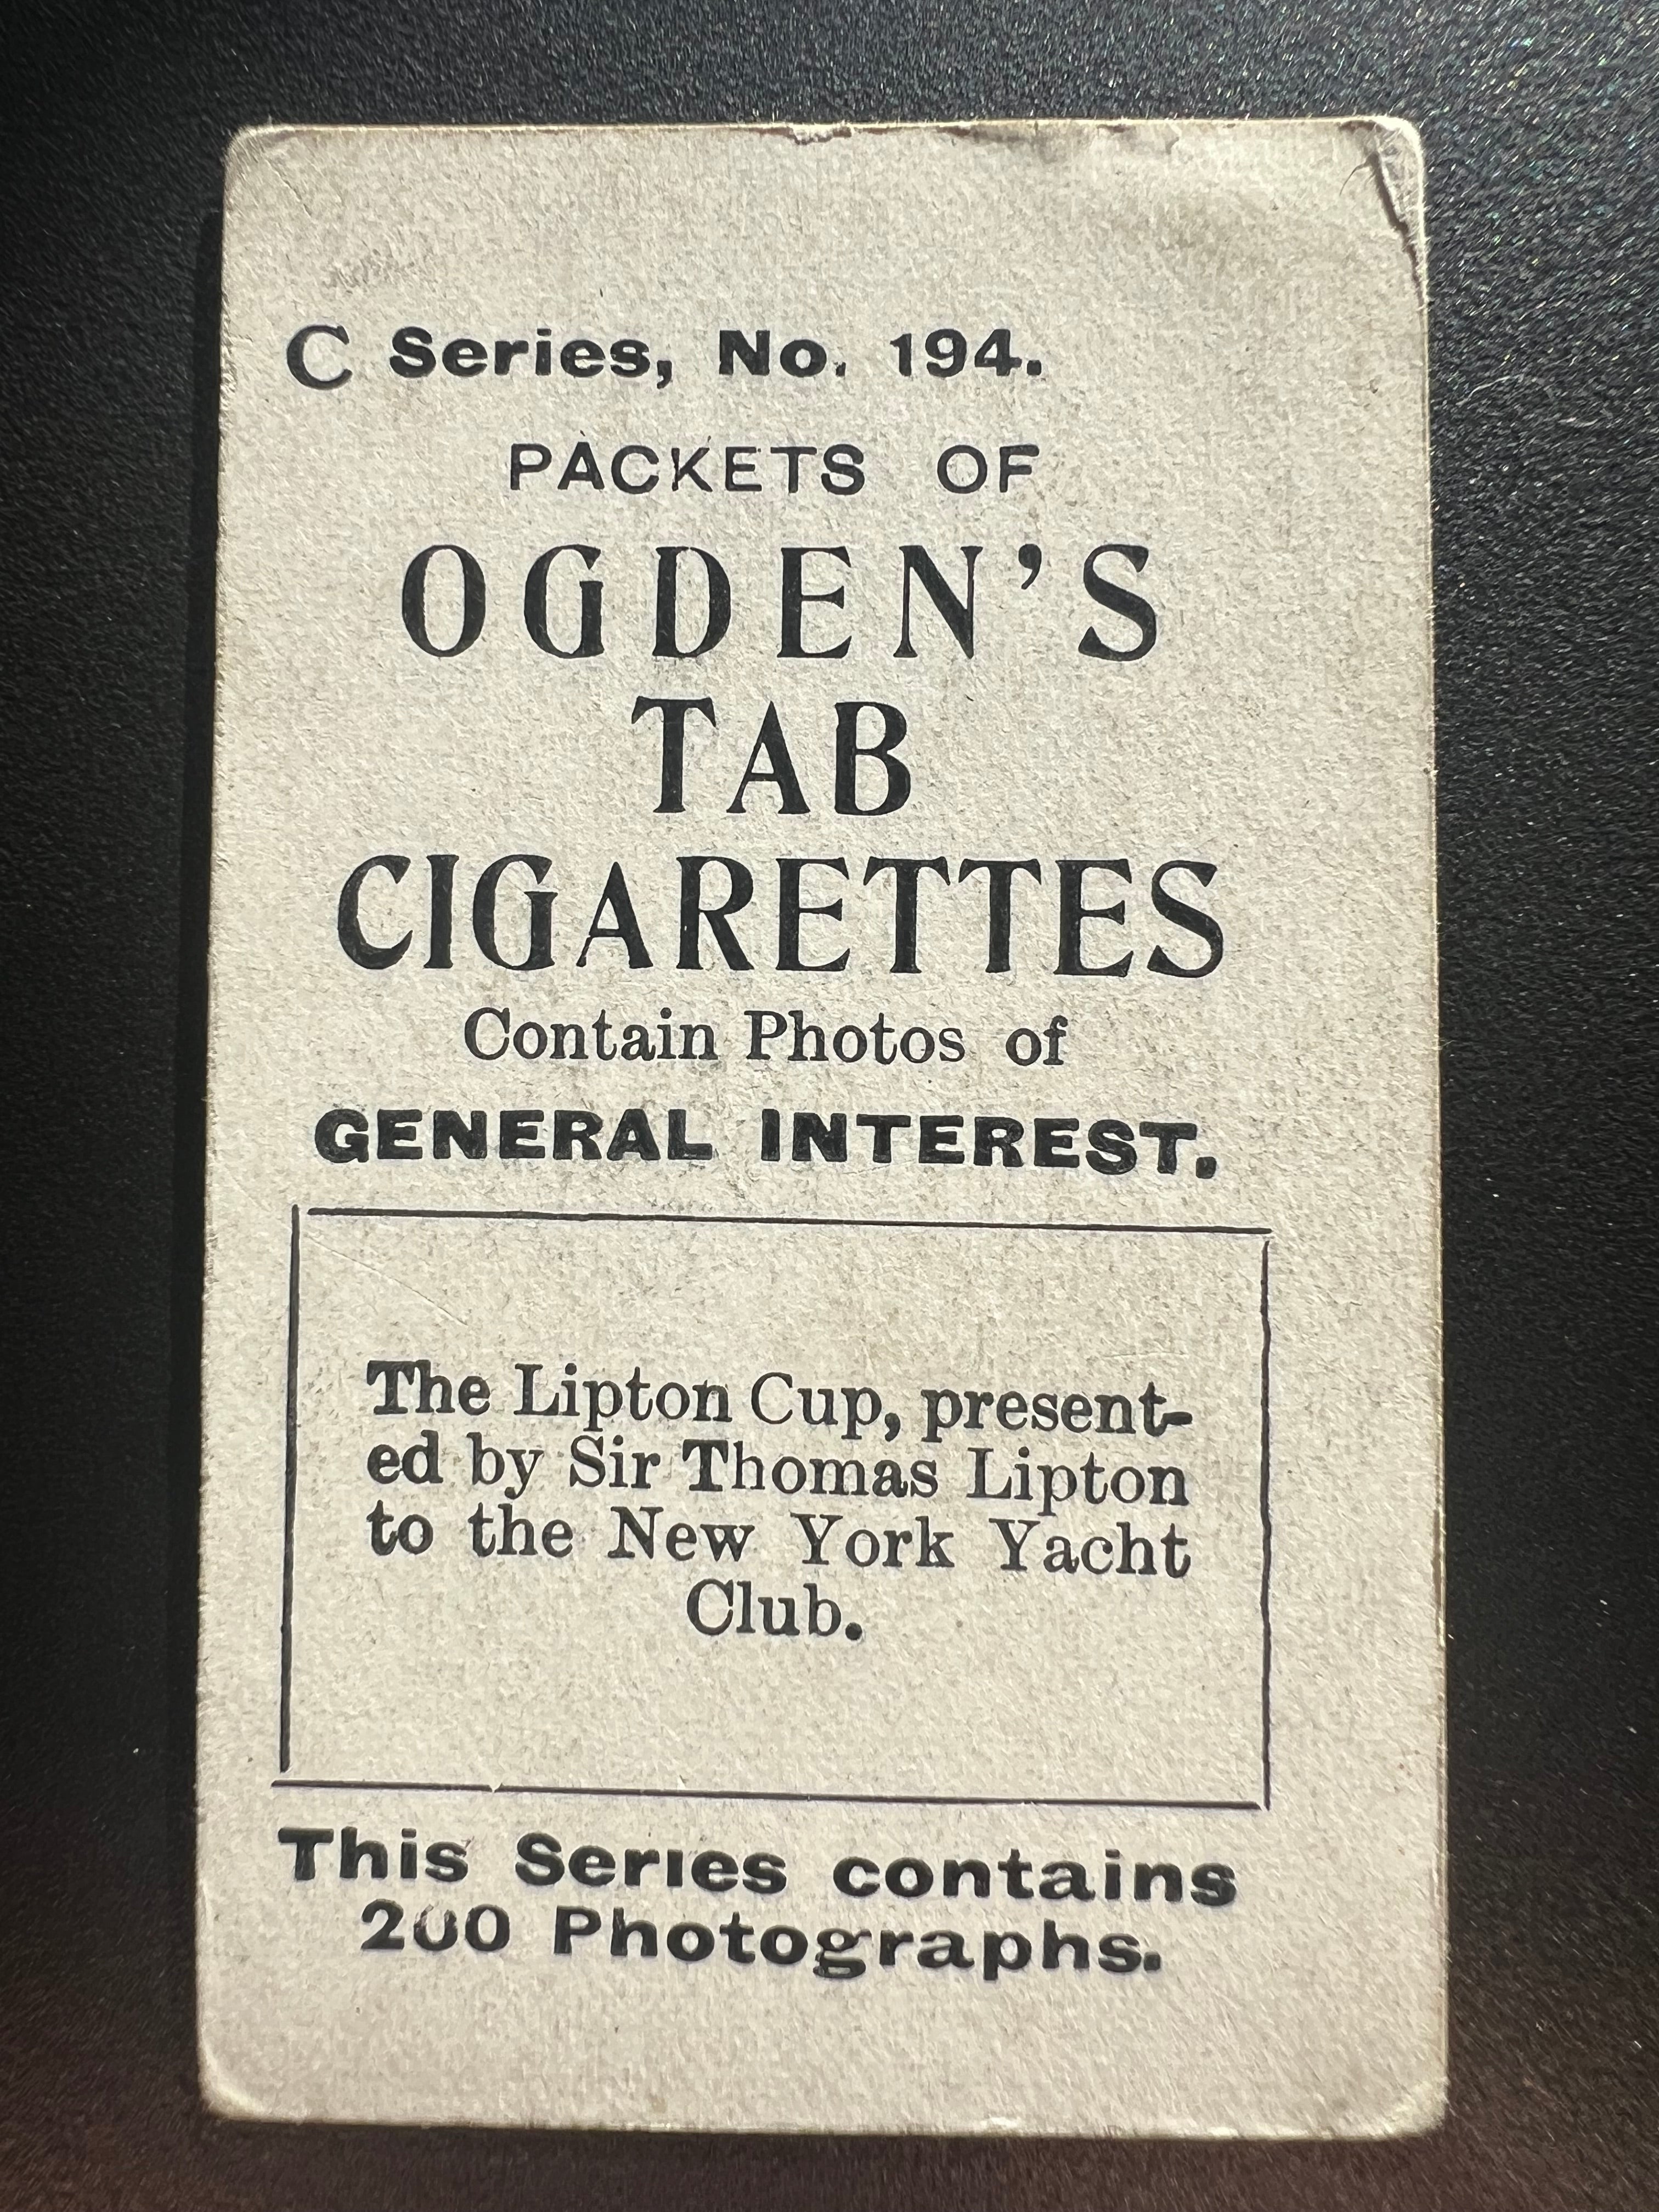 C Series, No. 194.
PACKETS OF
OGDEN'S
TAB
CIGARETTES
Contain Photos of
GENERAL INTEREST.
The Lipton Cup, present-
ed by Sir Thomas Lipton
to the New York Yacht
Club.
This Series contains
200 Photographs.